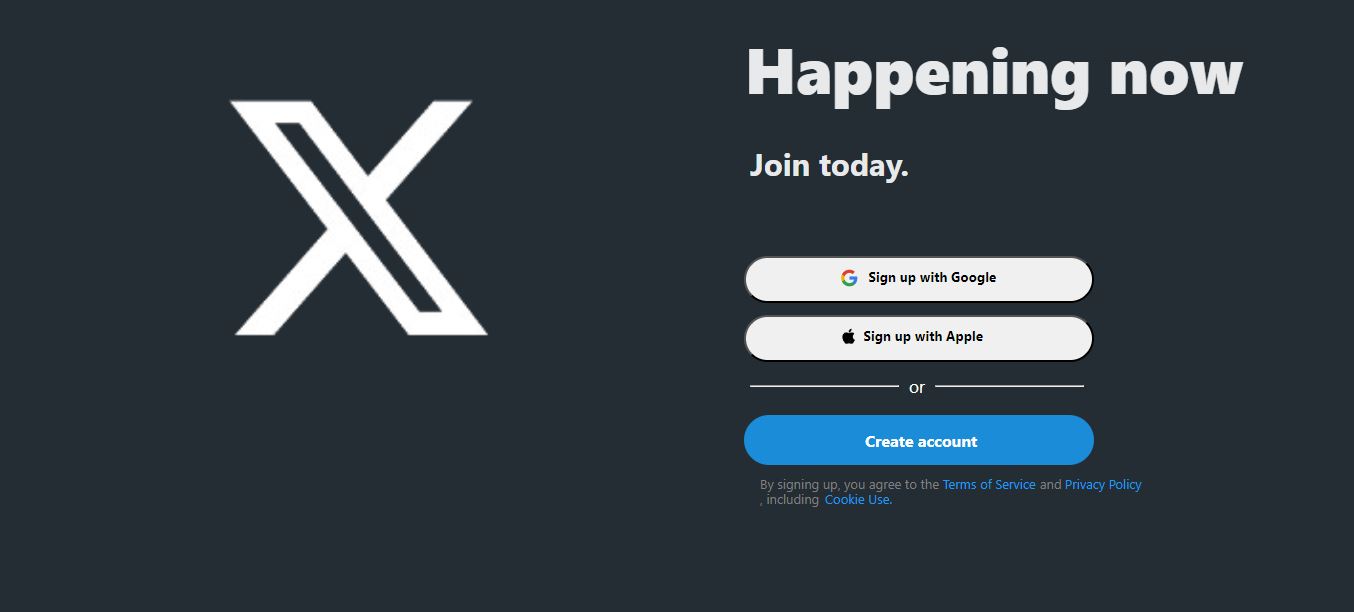 X
Happening now
Join today.
Sign up with Google
Sign up with Apple
or
Create account
By signing up, you agree to the Terms of Service and Privacy Policy
, including Cookie Use.